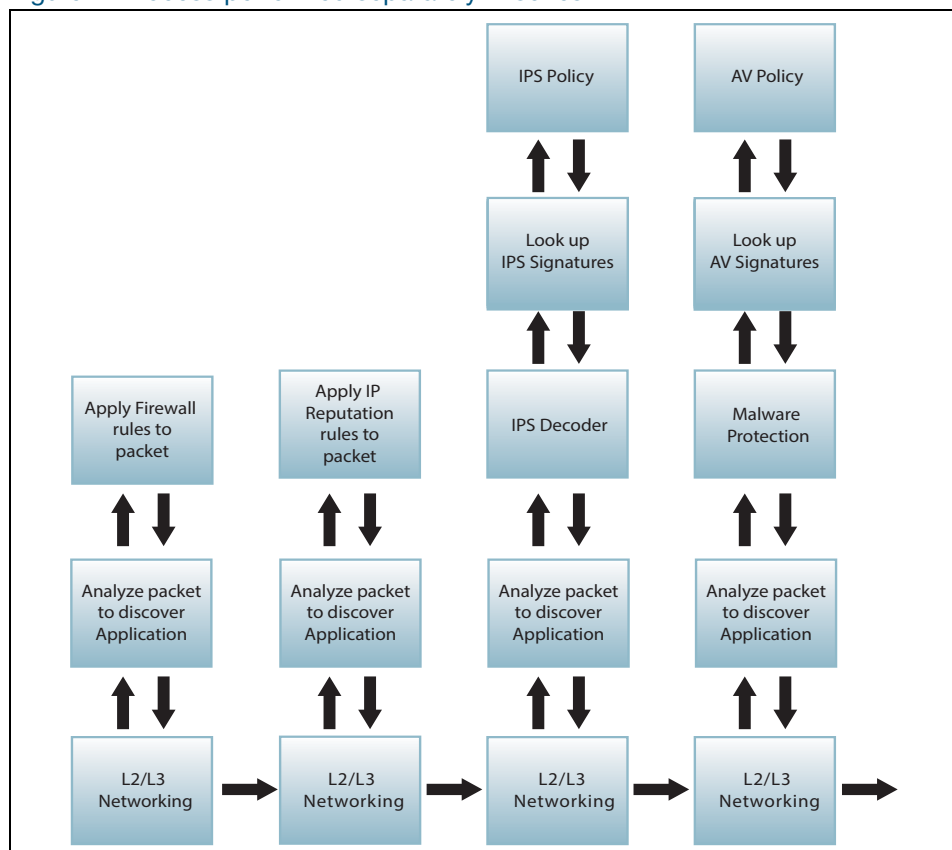 IPS Policy
AV Policy
Look up
IPS Signatures
Look up
AV Signatures
Apply Firewall
rules to
packet
Apply IP
Reputation
rules to
packet
IPS Decoder
Malware
Protection
Analyze packet
to discover
Application
Analyze packet
to discover
Application
Analyze packet
to discover
Application
Analyze packet
to discover
Application
L2/L3
Networking
L2/L3
Networking
L2/L3
Networking
L2/L3
Networking